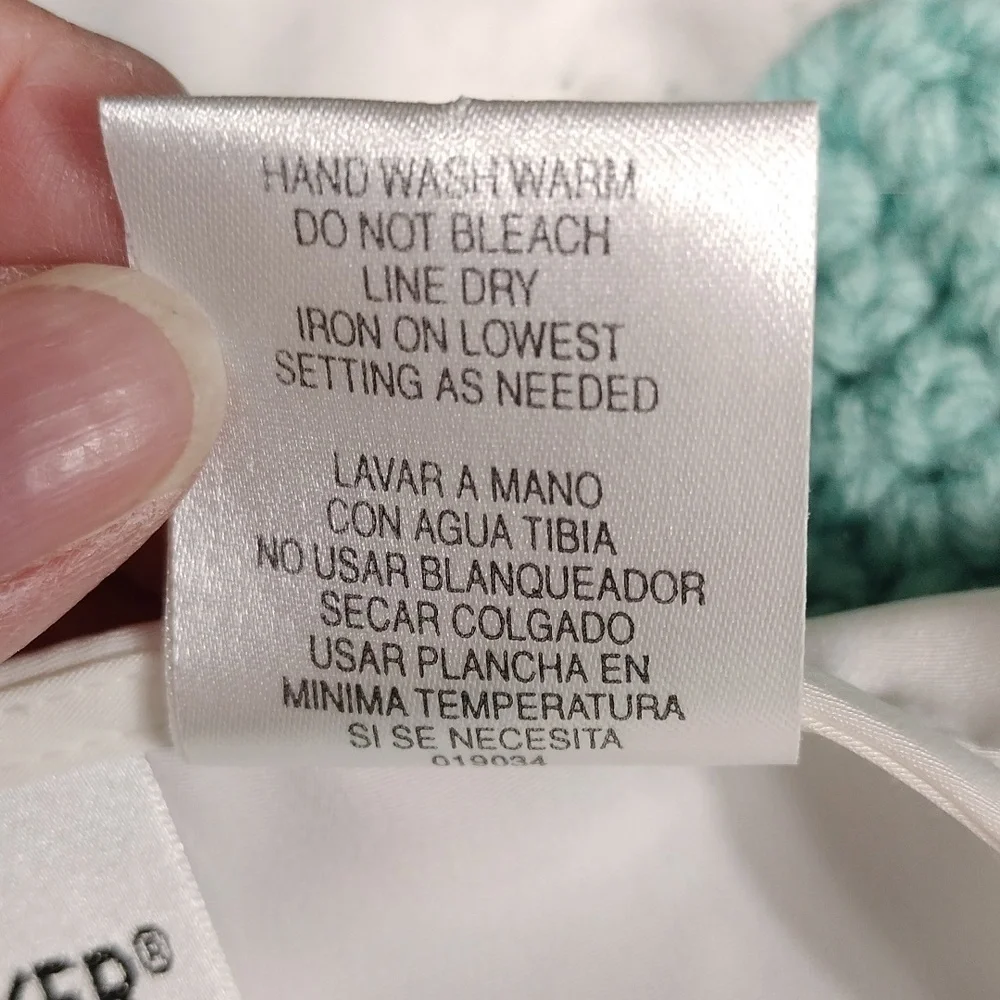 HAND WASH WARM
DO NOT BLEACH
LINE DRY
IRON ON LOWEST
SETTING AS NEEDED
LAVAR A MANO
CON AGUA TIBIA
NO USAR BLANQUEADOR
SECAR COLGADO
USAR PLANCHA EN
MINIMA TEMPERATURA
SI SE NECESITA
019034